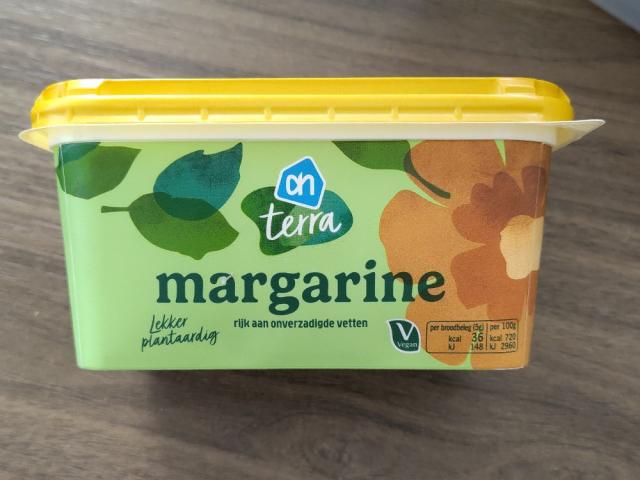 ah
terra
margarine
rijk aan onverzadigde vetten
Lekker
plantaardig
V
Vegan
per broodbeleg (5g) per 100g
kcal 36 kcal 720
kJ 148 kJ 2960